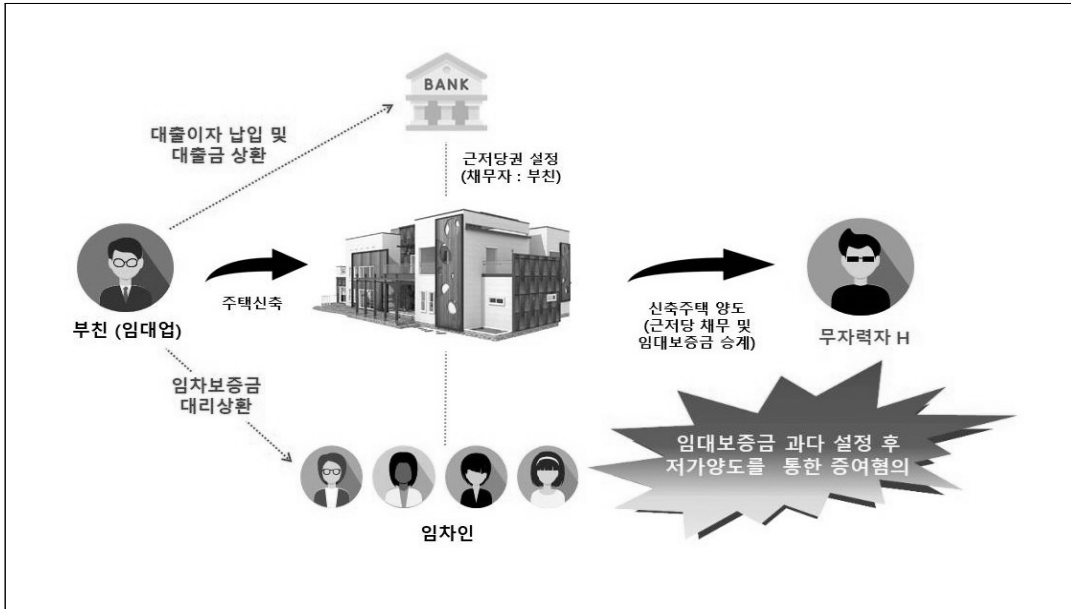 BANK
대출이자 납입 및
대출금 상환
근저당권 설정
(채무자 : 부친)
부친 (임대업)
주택신축
신축주택 양도
(근저당 채무 및
임대보증금 승계)
무자력자 H
임차보증금
대리상환
임차인
임대보증금 과다 설정 후
저가양도를 통한 증여혐의